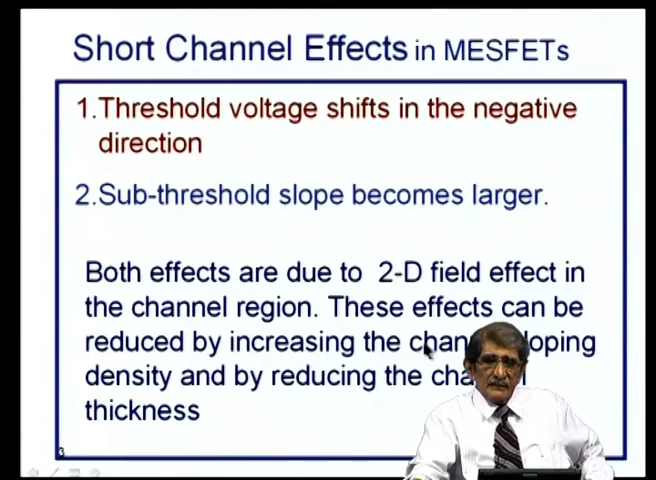 Short Channel Effects in MESFETs
1.Threshold voltage shifts in the negative
direction
2.Sub-threshold slope becomes larger.
Both effects are due to 2-D field effect in
the channel region. These effects can be
reduced by increasing the
density and by reducing the
thickness
3